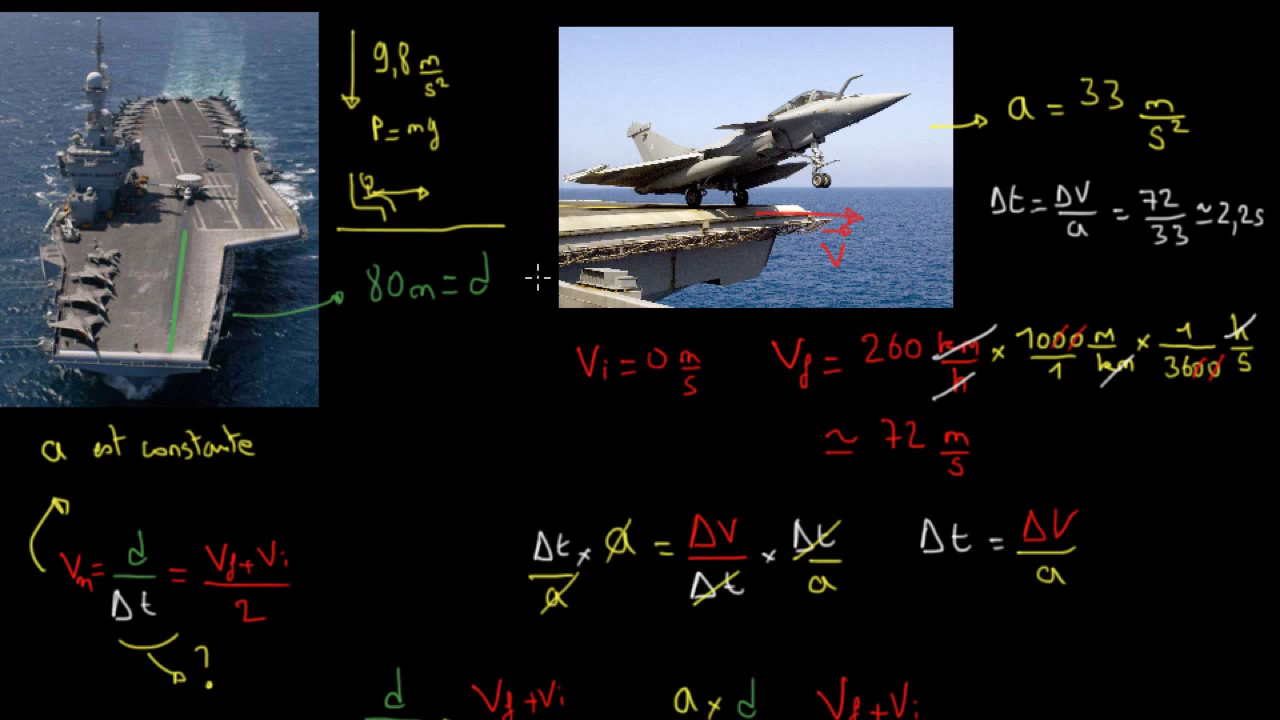 9,8 m/s²
P = mg
80m = d
a = 33 m/s²
Δt = ΔV/a = 72/33 ≃ 2,2s
Vi = 0 m/s
Vf = 260 km/h × 1000/1 m/km × 1/3600 h/s
≃ 72 m/s
V
a est constante
Vm = d/Δt = (Vf + Vi)/2
?
Δt/a × a = ΔV/Δt × Δt/a
Δt = ΔV/a
d Vf + Vi
a × d Vf + Vi